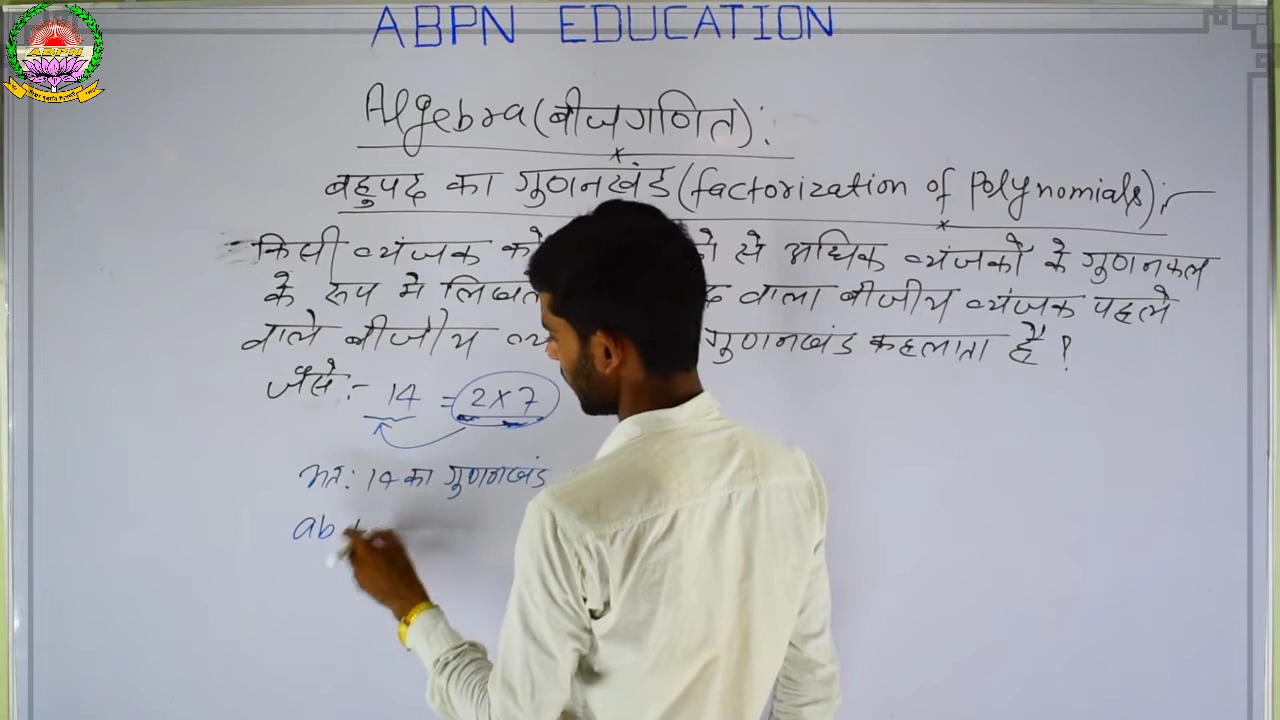 ABPN EDUCATION
ABPN
Algebra (बीजगणित):
बहुपद का गुणनखंड (factorization of Polynomials):-
किसी व्यंजक को से अधिक व्यंजकों के गुणनफल
के रूप मे लिखते वाला बीजीय व्यंजक पहले
वाले बीजीय गुणनखंड कहलाता है ?
जैसे:- 14 = 2 x 7
अत: 14 का गुणनखंड
ab +